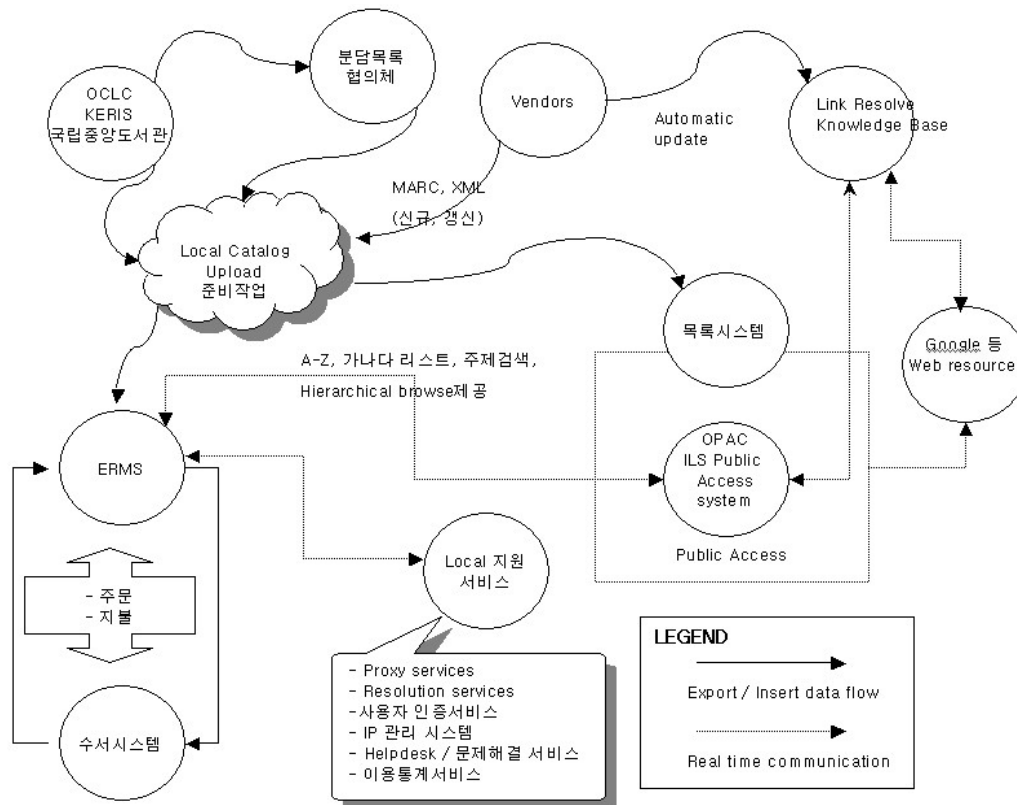 OCLC
KERIS
국립중앙도서관
분담목록
협의체
Vendors
Automatic
update
Link Resolve
Knowledge Base
MARC, XML
(신규, 갱신)
Local Catalog
Upload
준비작업
목록시스템
Google 등
Web resource
A-Z, 가나다 리스트, 주제검색,
Hierarchical browse제공
ERMS
OPAC
ILS Public
Access
system
Public Access
Local 지원
서비스
- 주문
- 지불
수서시스템
- Proxy services
- Resolution services
-사용자 인증서비스
- IP 관리 시스템
- Helpdesk / 문제해결 서비스
- 이용통계서비스
LEGEND
Export / Insert data flow
Real time communication